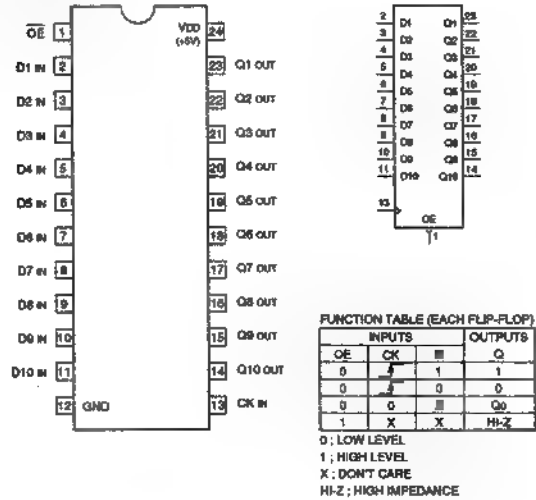 OE 1
VDD 24
(+5V)
D1 IN 2
23 Q1 OUT
D2 IN 3
22 Q2 OUT
D3 IN 4
21 Q3 OUT
D4 IN 5
20 Q4 OUT
D5 IN 6
19 Q5 OUT
D6 IN 7
18 Q6 OUT
D7 IN 8
17 Q7 OUT
D8 IN 9
16 Q8 OUT
D9 IN 10
15 Q9 OUT
D10 IN 11
14 Q10 OUT
12 GND
13 CK IN
2 D1 Q1 23
3 D2 Q2 22
4 D3 Q3 21
5 D4 Q4 20
6 D5 Q5 19
7 D6 Q6 18
8 D7 Q7 17
9 D8 Q8 16
10 D9 Q9 15
11 D10 Q10 14
13
OE
1
FUNCTION TABLE (EACH FLIP-FLOP)
INPUTS OUTPUTS
OE CK Q
0 1 1
0 0 0
0 0 Q0
1 X X HI-Z
0 ; LOW LEVEL
1 ; HIGH LEVEL
X ; DON'T CARE
HI-Z ; HIGH IMPEDANCE